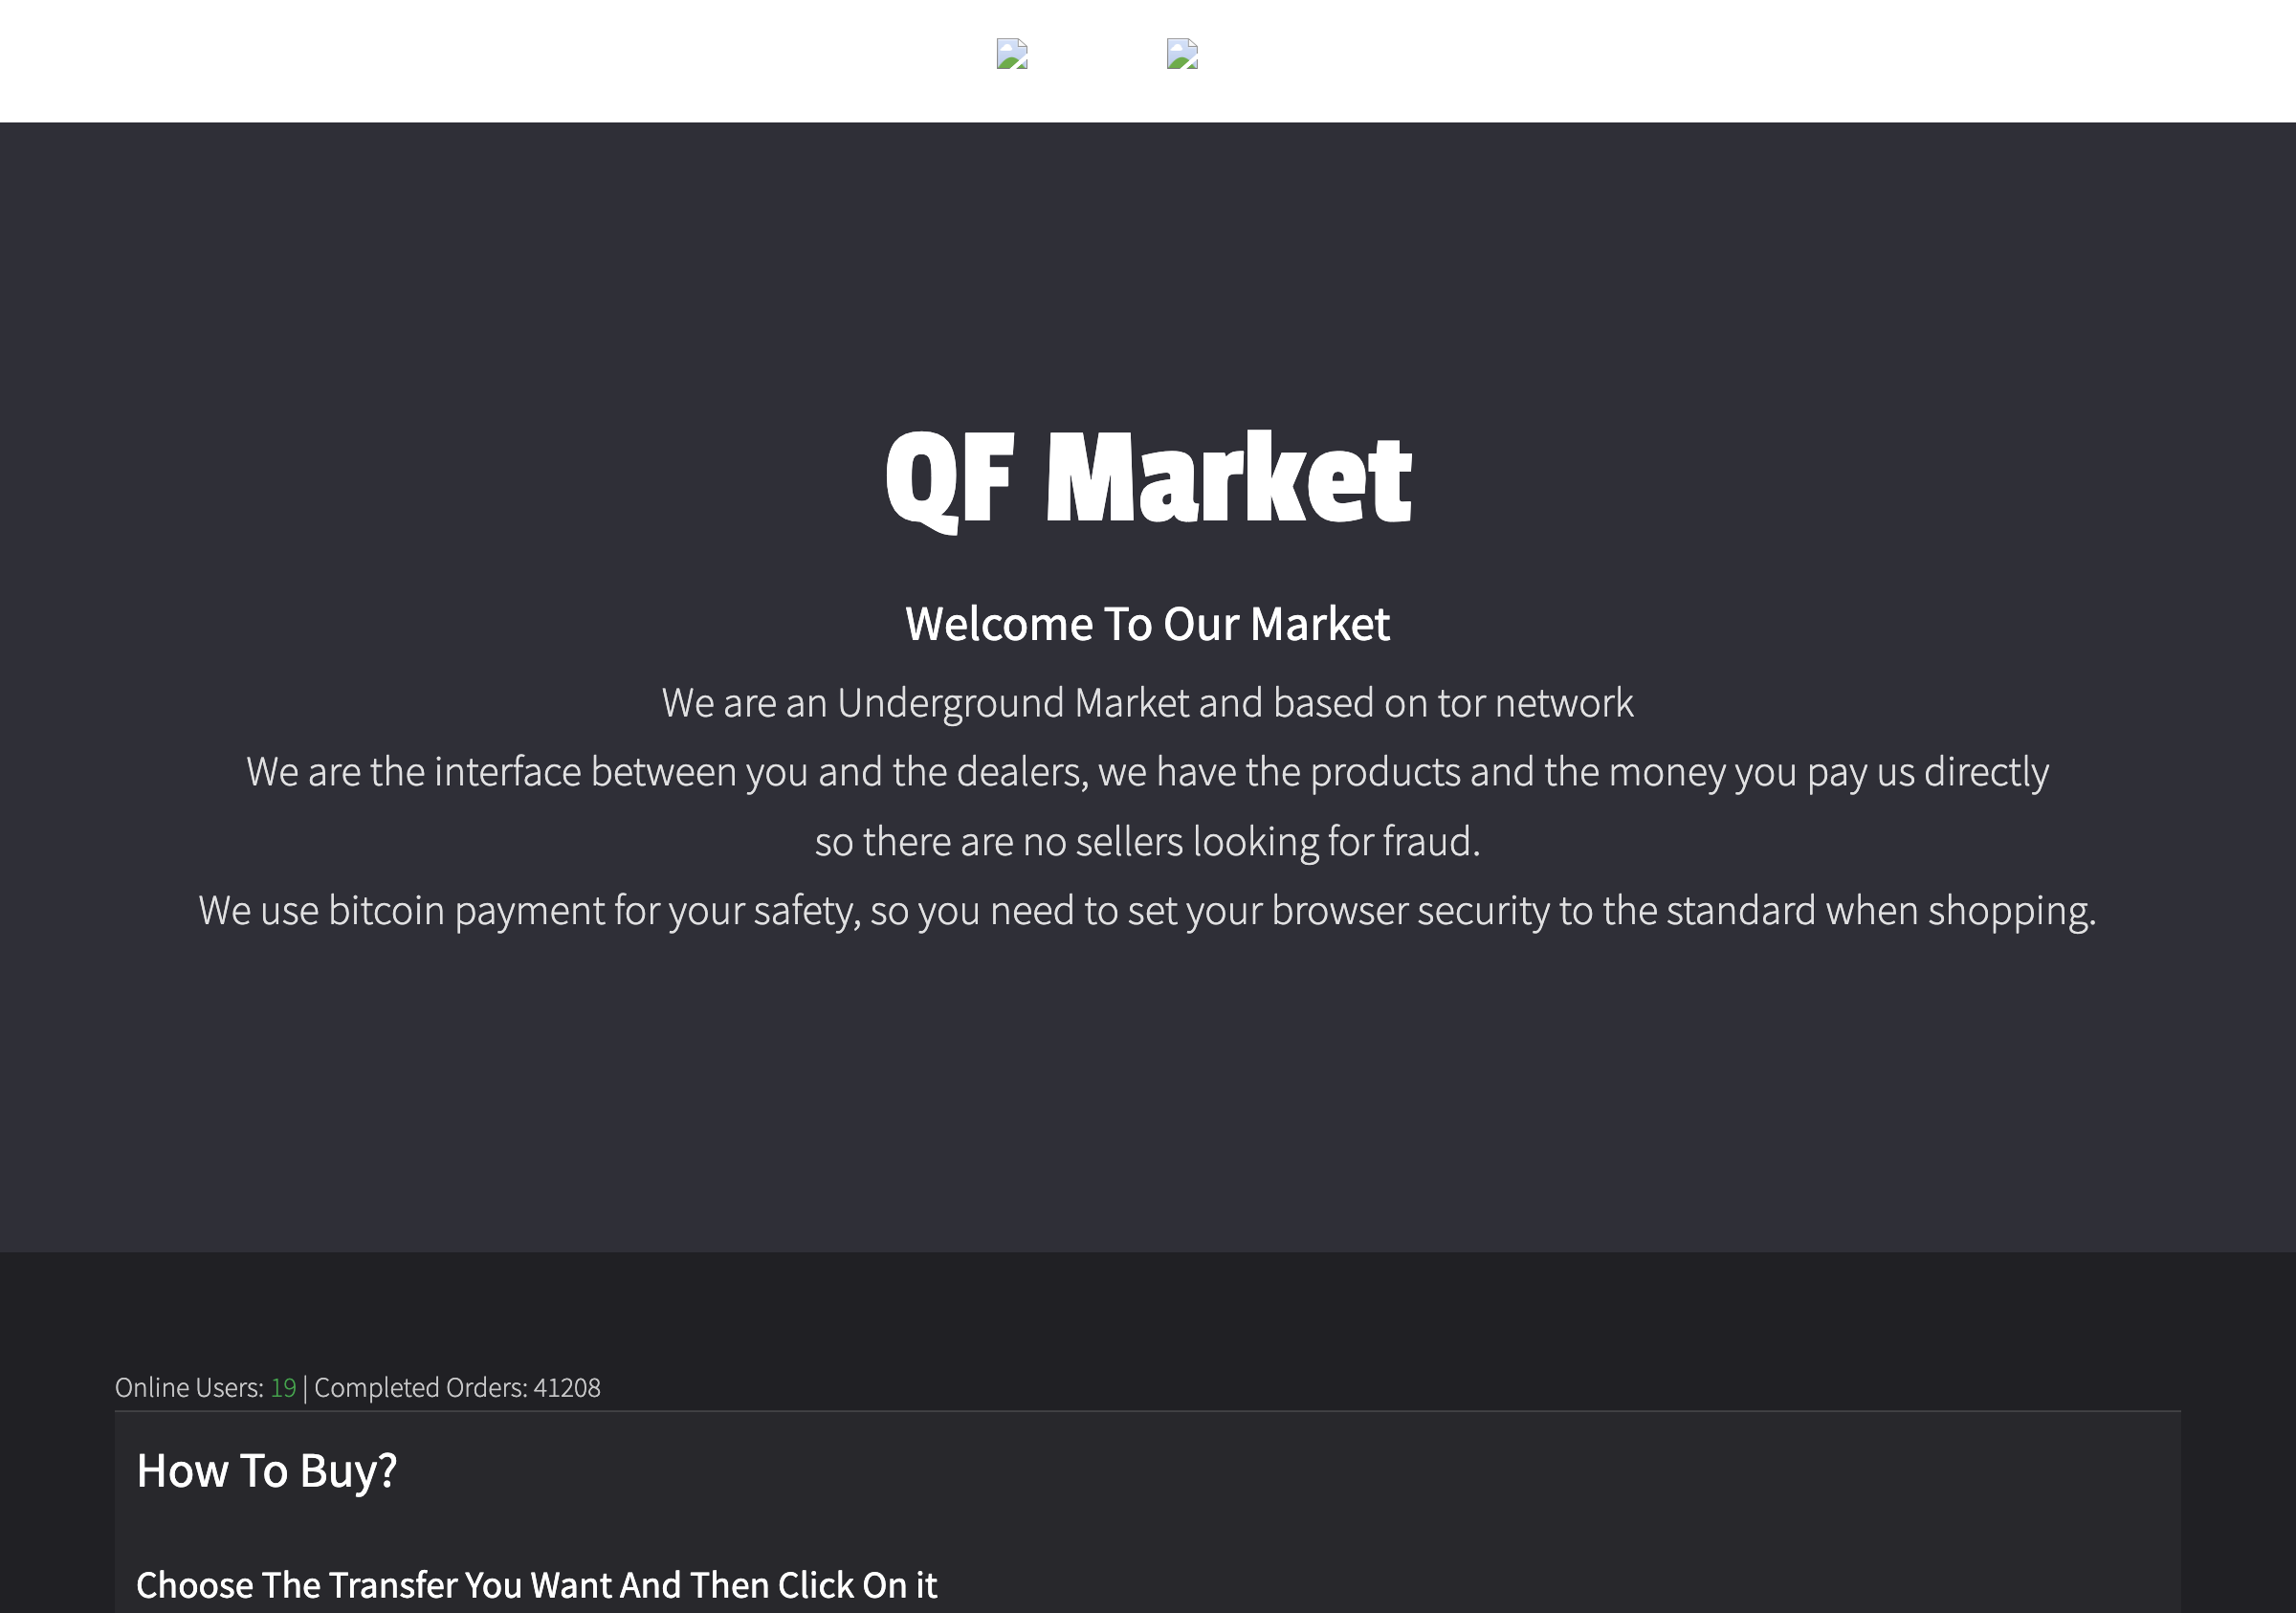 QF Market
Welcome To Our Market
We are an Underground Market and based on tor network
We are the interface between you and the dealers, we have the products and the money you pay us directly
so there are no sellers looking for fraud.
We use bitcoin payment for your safety, so you need to set your browser security to the standard when shopping.
Online Users: 19 | Completed Orders: 41208
How To Buy?
Choose The Transfer You Want And Then Click On it